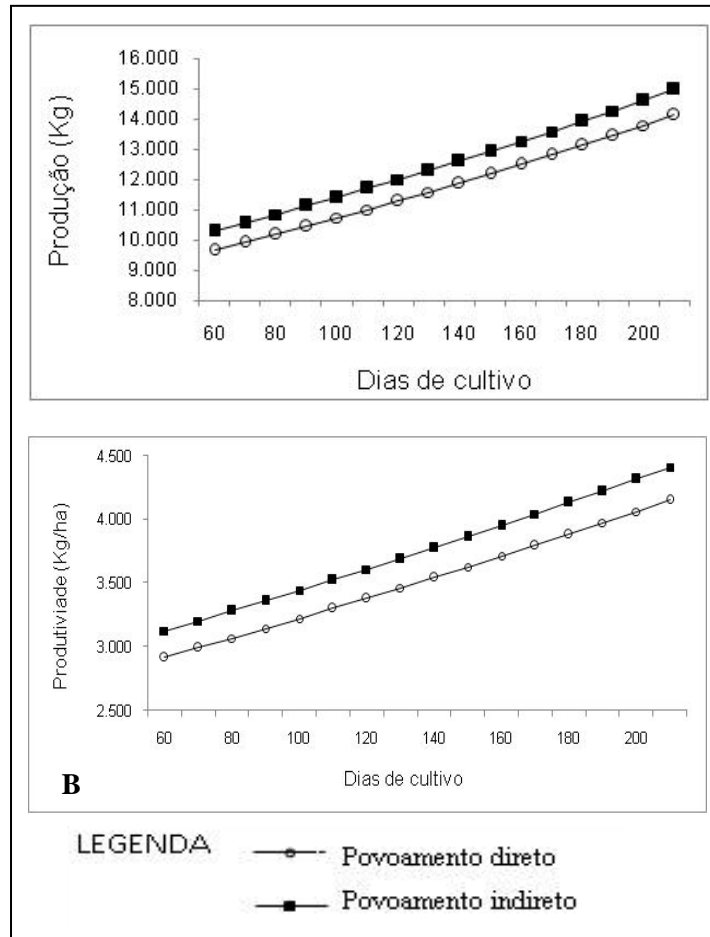 16.000
15.000
14.000
13.000
12.000
11.000
10.000
9.000
8.000
Produção (Kg)
60 80 100 120 140 160 180 200
Dias de cultivo
4.500
4.000
3.500
3.000
2.500
Produtiviade (Kg/ha)
60 80 100 120 140 160 180 200
Dias de cultivo
B
LEGENDA
Povoamento direto
Povoamento indireto